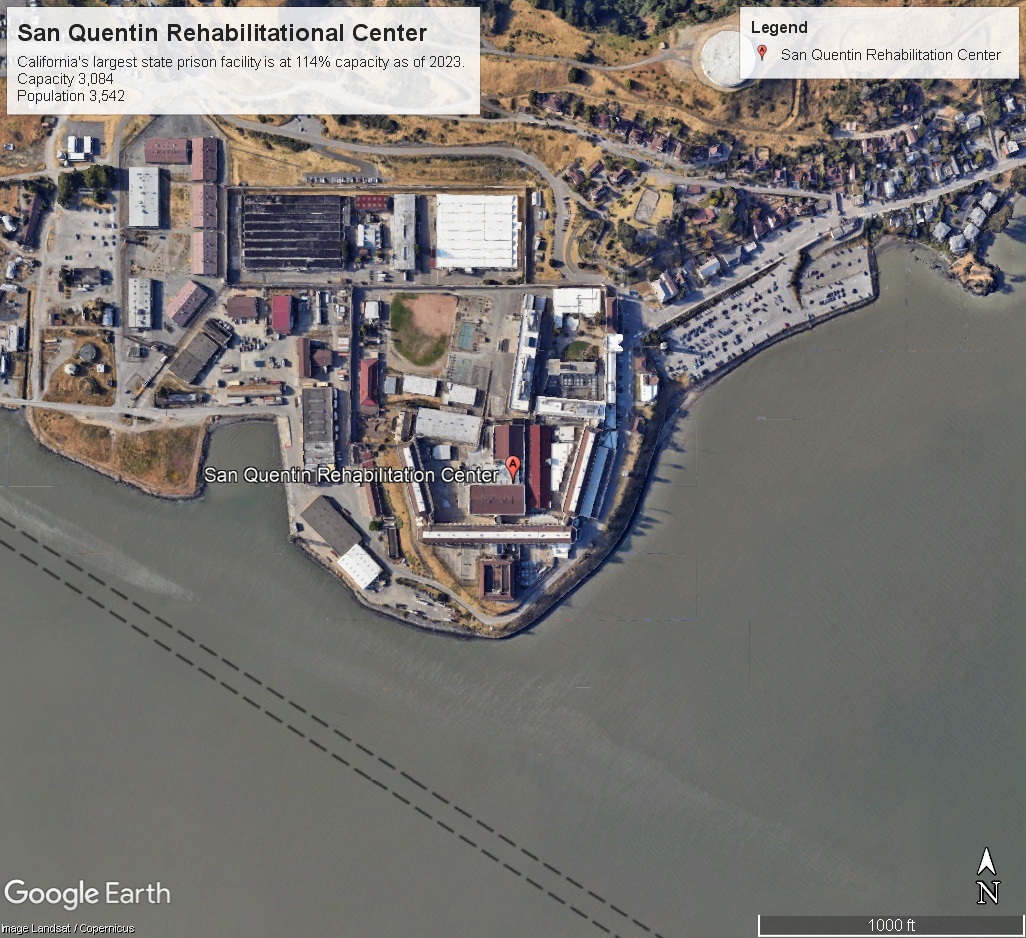 San Quentin Rehabilitational Center
California's largest state prison facility is at 114% capacity as of 2023.
Capacity 3,084
Population 3,542
Legend
A San Quentin Rehabilitation Center
San Quentin Rehabilitation Center
A
N
Google Earth
1000 ft
mage Landsat / Copernicus